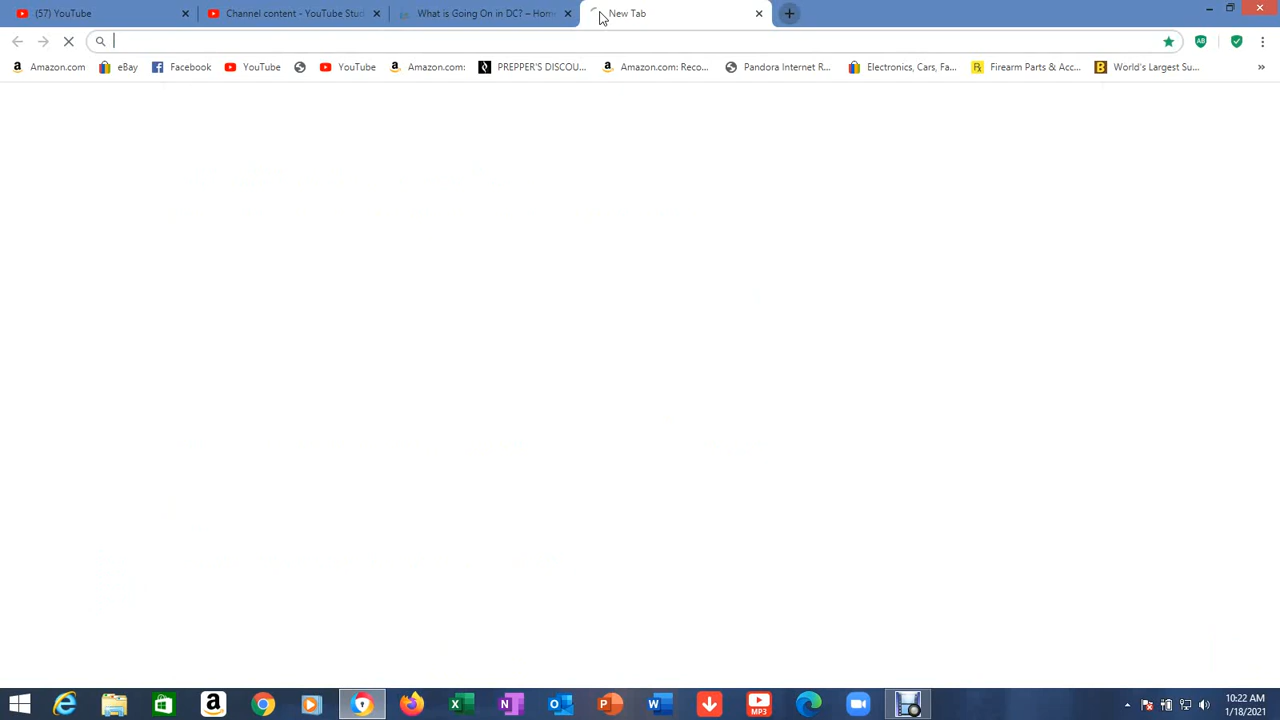 (57) YouTube Channel content - YouTube Stud What is Going On in DC? – Hom New Tab
Amazon.com eBay Facebook YouTube YouTube Amazon.com: PREPPER'S DISCOU... Amazon.com: Reco... Pandora Internet R... Electronics, Cars, Fa... Firearm Parts & Acc... World's Largest Su... »
10:22 AM
MP3
1/18/2021